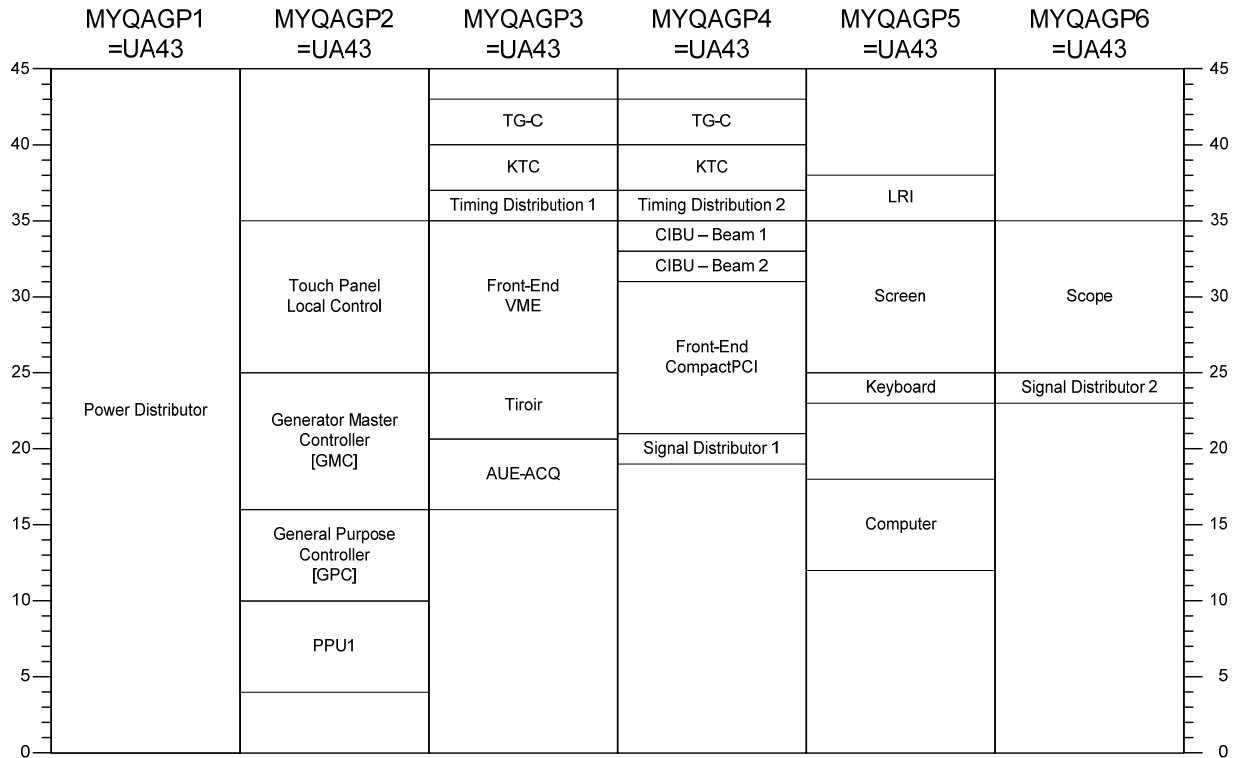 MYQAGP1
=UA43
MYQAGP2
=UA43
MYQAGP3
=UA43
MYQAGP4
=UA43
MYQAGP5
=UA43
MYQAGP6
=UA43
45
40
35
30
25
20
15
10
5
0
Power Distributor
Touch Panel
Local Control
Generator Master
Controller
[GMC]
General Purpose
Controller
[GPC]
PPU1
TG-C
KTC
Timing Distribution 1
Front-End
VME
Tiroir
AUE-ACQ
TG-C
KTC
Timing Distribution 2
CIBU – Beam 1
CIBU – Beam 2
Front-End
CompactPCI
Signal Distributor 1
LRI
Screen
Keyboard
Computer
Scope
Signal Distributor 2
45
40
35
30
25
20
15
10
5
0